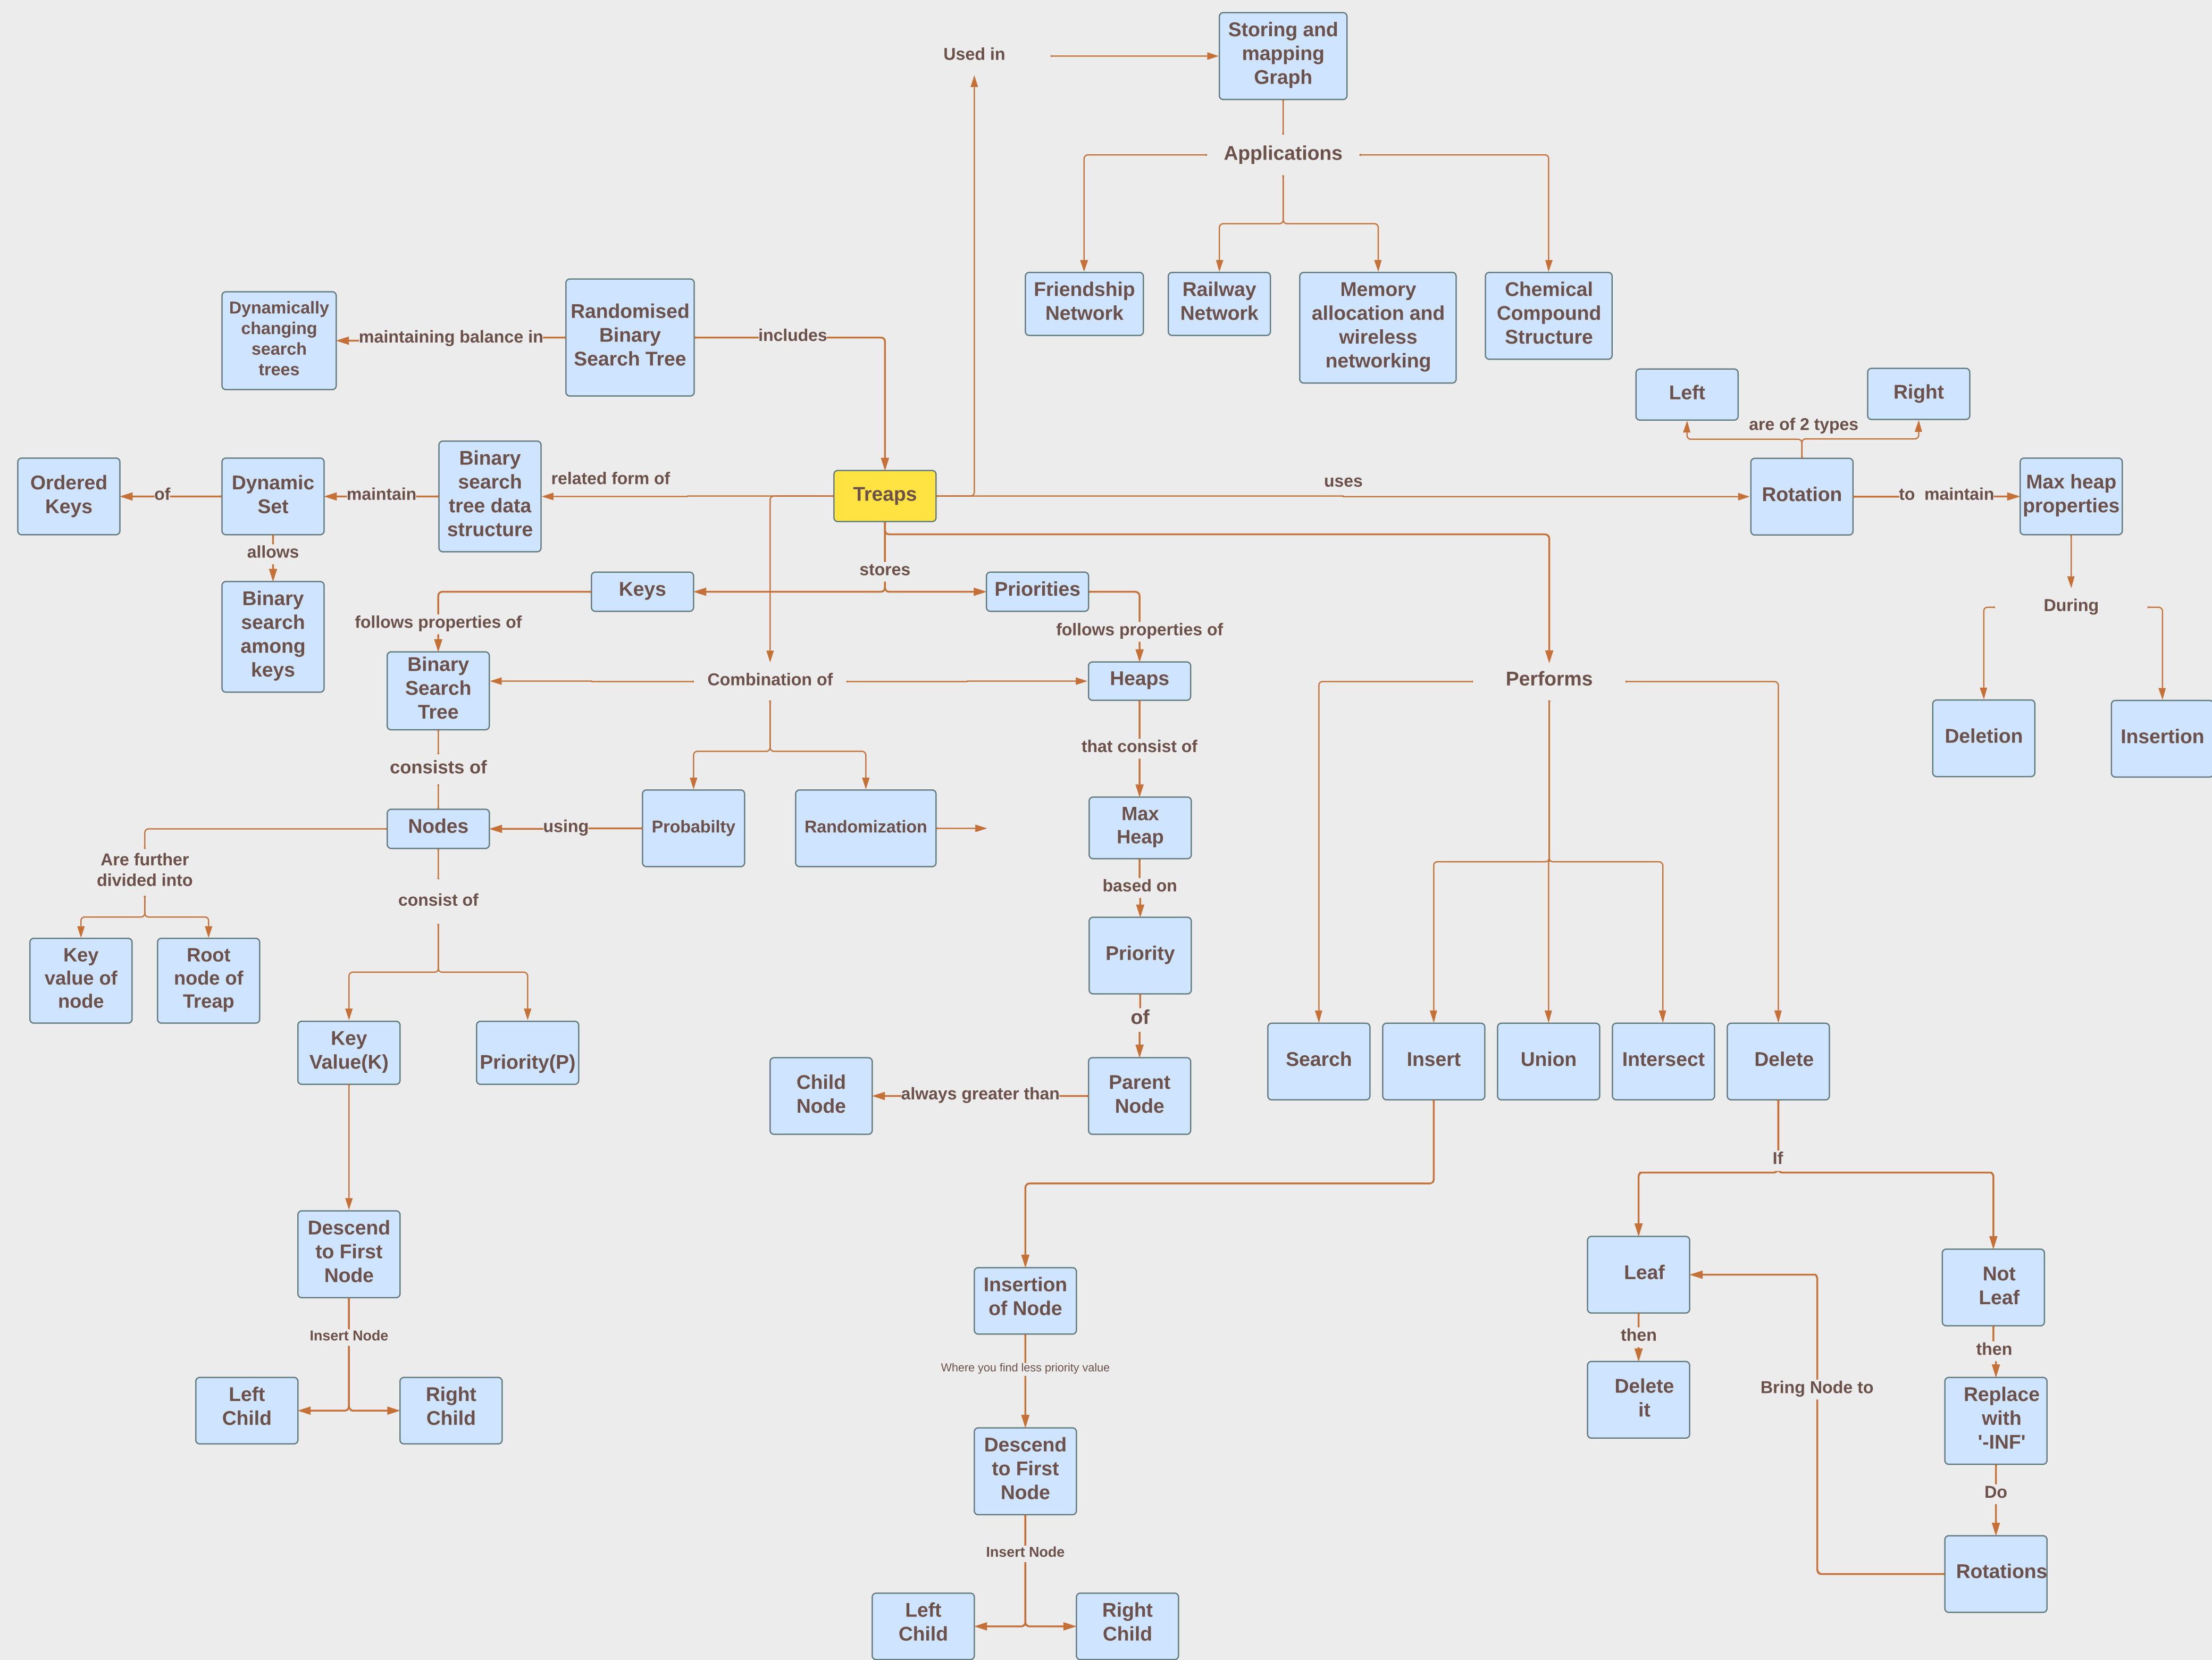 Used in
Storing and
mapping
Graph
Applications
Friendship
Network
Railway
Network
Memory
allocation and
wireless
networking
Chemical
Compound
Structure
Dynamically
changing
search
trees
maintaining balance in
Randomised
Binary
Search Tree
includes
Left
Right
are of 2 types
Ordered
Keys
of
Dynamic
Set
maintain
Binary
search
tree data
structure
related form of
Treaps
uses
Rotation
to  maintain
Max heap
properties
allows
Binary
search
among
keys
stores
Keys
Priorities
During
follows properties of
follows properties of
Binary
Search
Tree
Combination of
Heaps
Performs
Deletion
Insertion
consists of
that consist of
Nodes
using
Probabilty
Randomization
Max
Heap
Are further
divided into
consist of
based on
Key
value of
node
Root
node of
Treap
Priority
of
Key
Value(K)
Priority(P)
Search
Insert
Union
Intersect
Delete
Child
Node
always greater than
Parent
Node
If
Descend
to First
Node
Insert Node
Left
Child
Right
Child
Insertion
of Node
Where you find less priority value
Descend
to First
Node
Insert Node
Left
Child
Right
Child
Leaf
then
Delete
it
Not
Leaf
then
Bring Node to
Replace
with
'-INF'
Do
Rotations